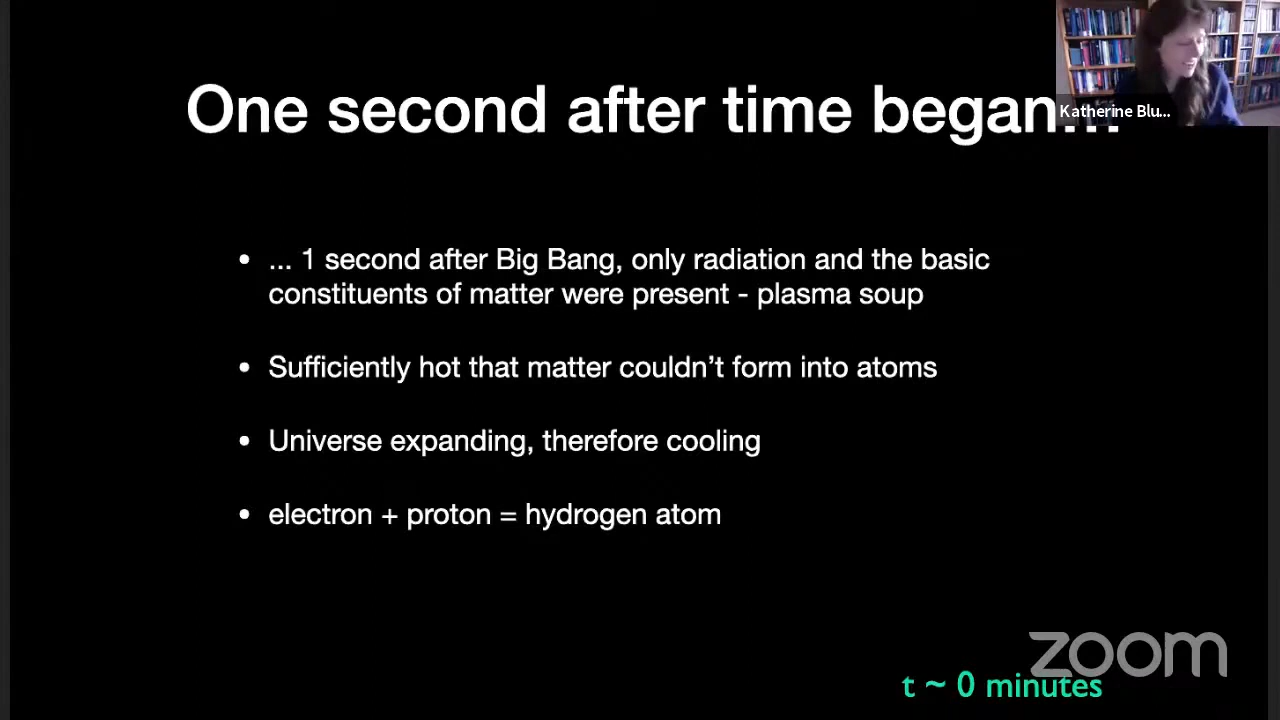 One second after time began...
Katherine Blu...
• ... 1 second after Big Bang, only radiation and the basic
constituents of matter were present - plasma soup
• Sufficiently hot that matter couldn’t form into atoms
• Universe expanding, therefore cooling
• electron + proton = hydrogen atom
zoom
t ~ 0 minutes